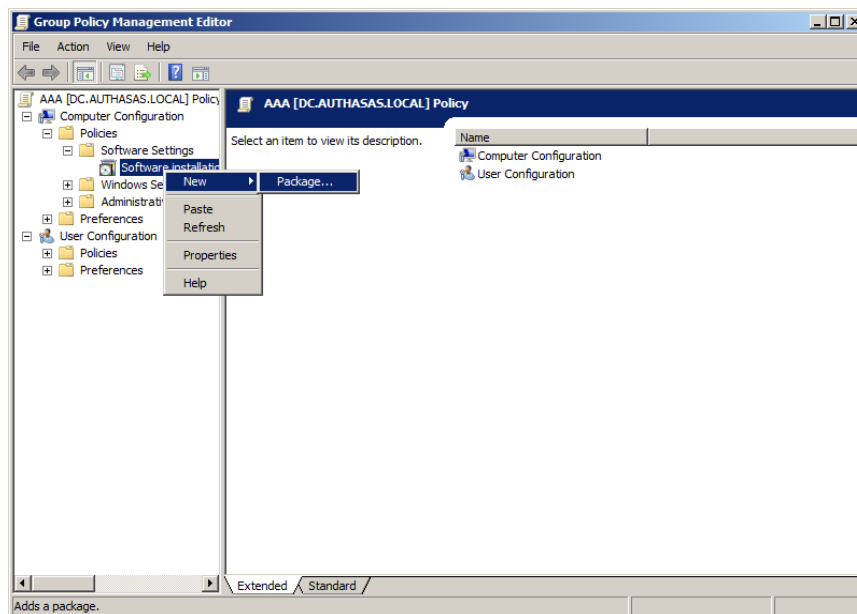 Group Policy Management Editor
File Action View Help
AAA [DC.AUTHASAS.LOCAL] Policy
Computer Configuration
Policies
Software Settings
Software installatio
Windows Se
Administrativ
Preferences
User Configuration
Policies
Preferences
New
Package...
Paste
Refresh
Properties
Help
AAA [DC.AUTHASAS.LOCAL] Policy
Select an item to view its description.
Name
Computer Configuration
User Configuration
Extended Standard
Adds a package.